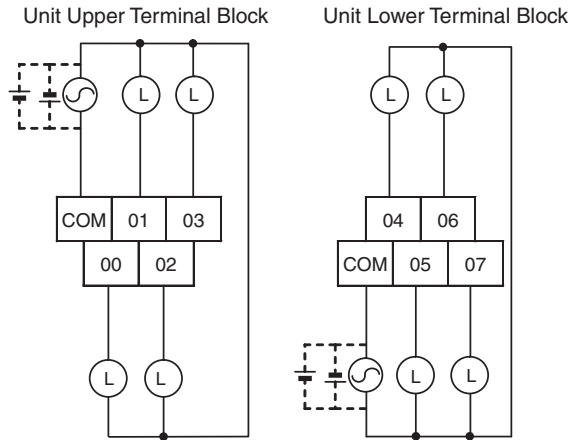 Unit Upper Terminal Block
L L
COM 01 03
00 02
L L
Unit Lower Terminal Block
L L
04 06
COM 05 07
L L